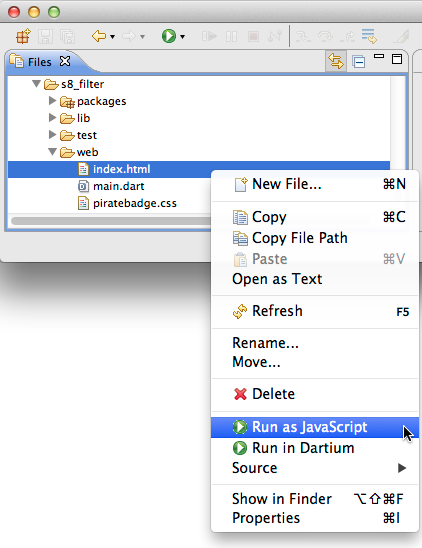 Files
s8_filter
packages
lib
test
web
index.html
main.dart
piratebadge.css
New File... ⌘N
Copy ⌘C
Copy File Path
Paste ⌘V
Open as Text
Refresh F5
Rename...
Move...
Delete
Run as JavaScript
Run in Dartium
Source
Show in Finder ⌥⇧⌘F
Properties ⌘I